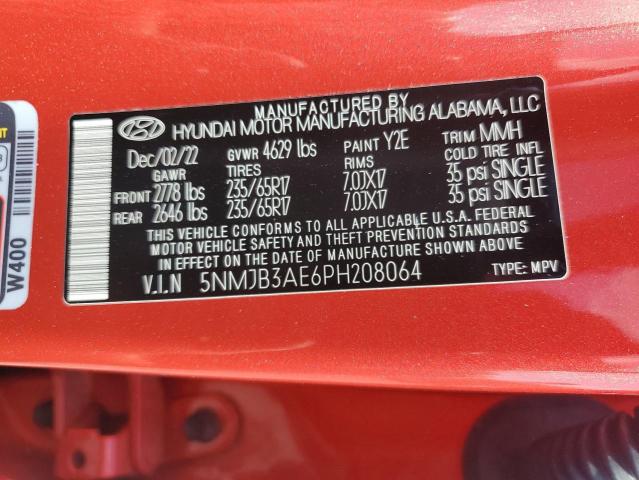 MANUFACTURED BY
HYUNDAI MOTOR MANUFACTURING ALABAMA, LLC
Dec/02/22 GVWR 4629 lbs PAINT Y2E TRIM MMH
GAWR TIRES RIMS COLD TIRE INFL
FRONT 2778 lbs 235/65R17 7.0JX17 35 psi SINGLE
REAR 2646 lbs 235/65R17 7.0JX17 35 psi SINGLE
THIS VEHICLE CONFORMS TO ALL APPLICABLE U.S.A. FEDERAL
MOTOR VEHICLE SAFETY, BUMPER, AND THEFT PREVENTION STANDARDS
IN EFFECT ON THE DATE OF MANUFACTURE SHOWN ABOVE.
V.I.N 5NMJB3AE6PH208064 TYPE: MPV
W400